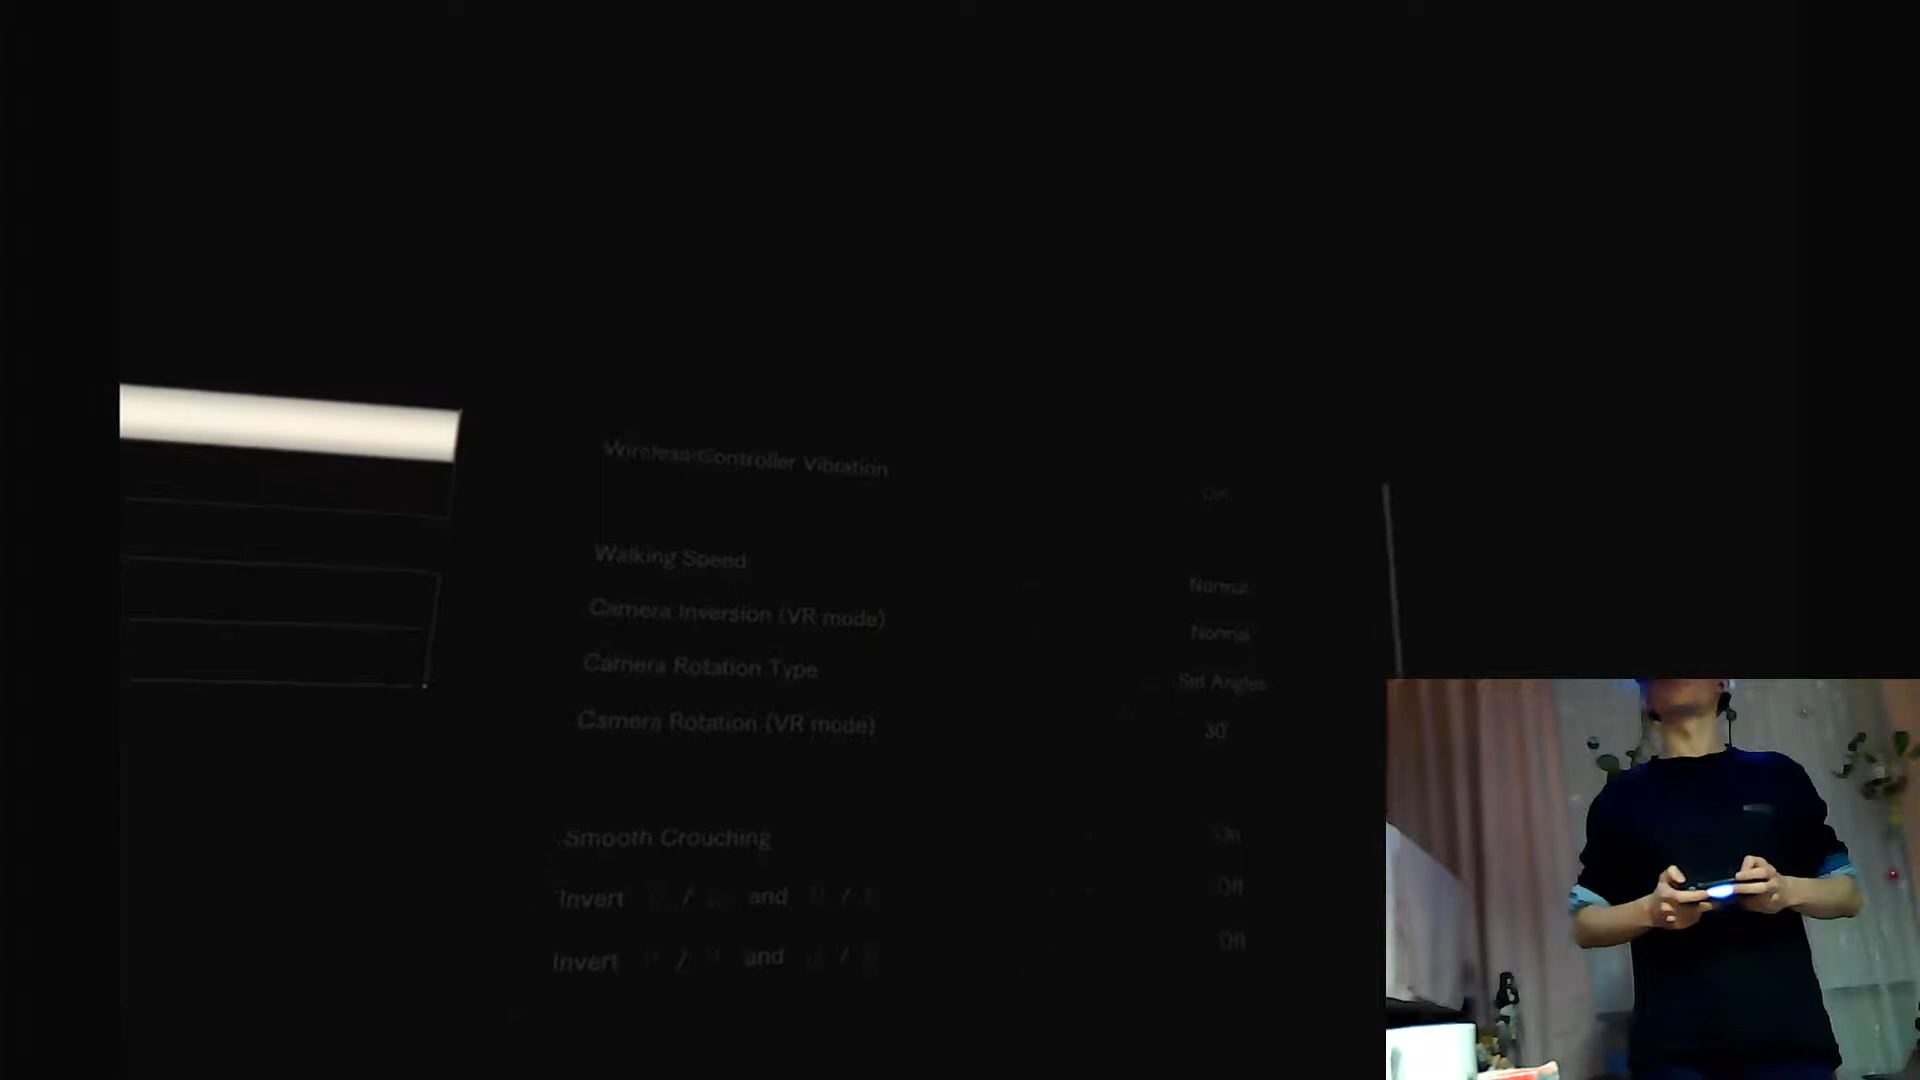 Wireless Controller Vibration
On
Walking Speed
Normal
Camera Inversion (VR mode)
Normal
Camera Rotation Type
Set Angles
Camera Rotation (VR mode)
30
Smooth Crouching
On
Invert / and /
Off
Invert / and /
Off